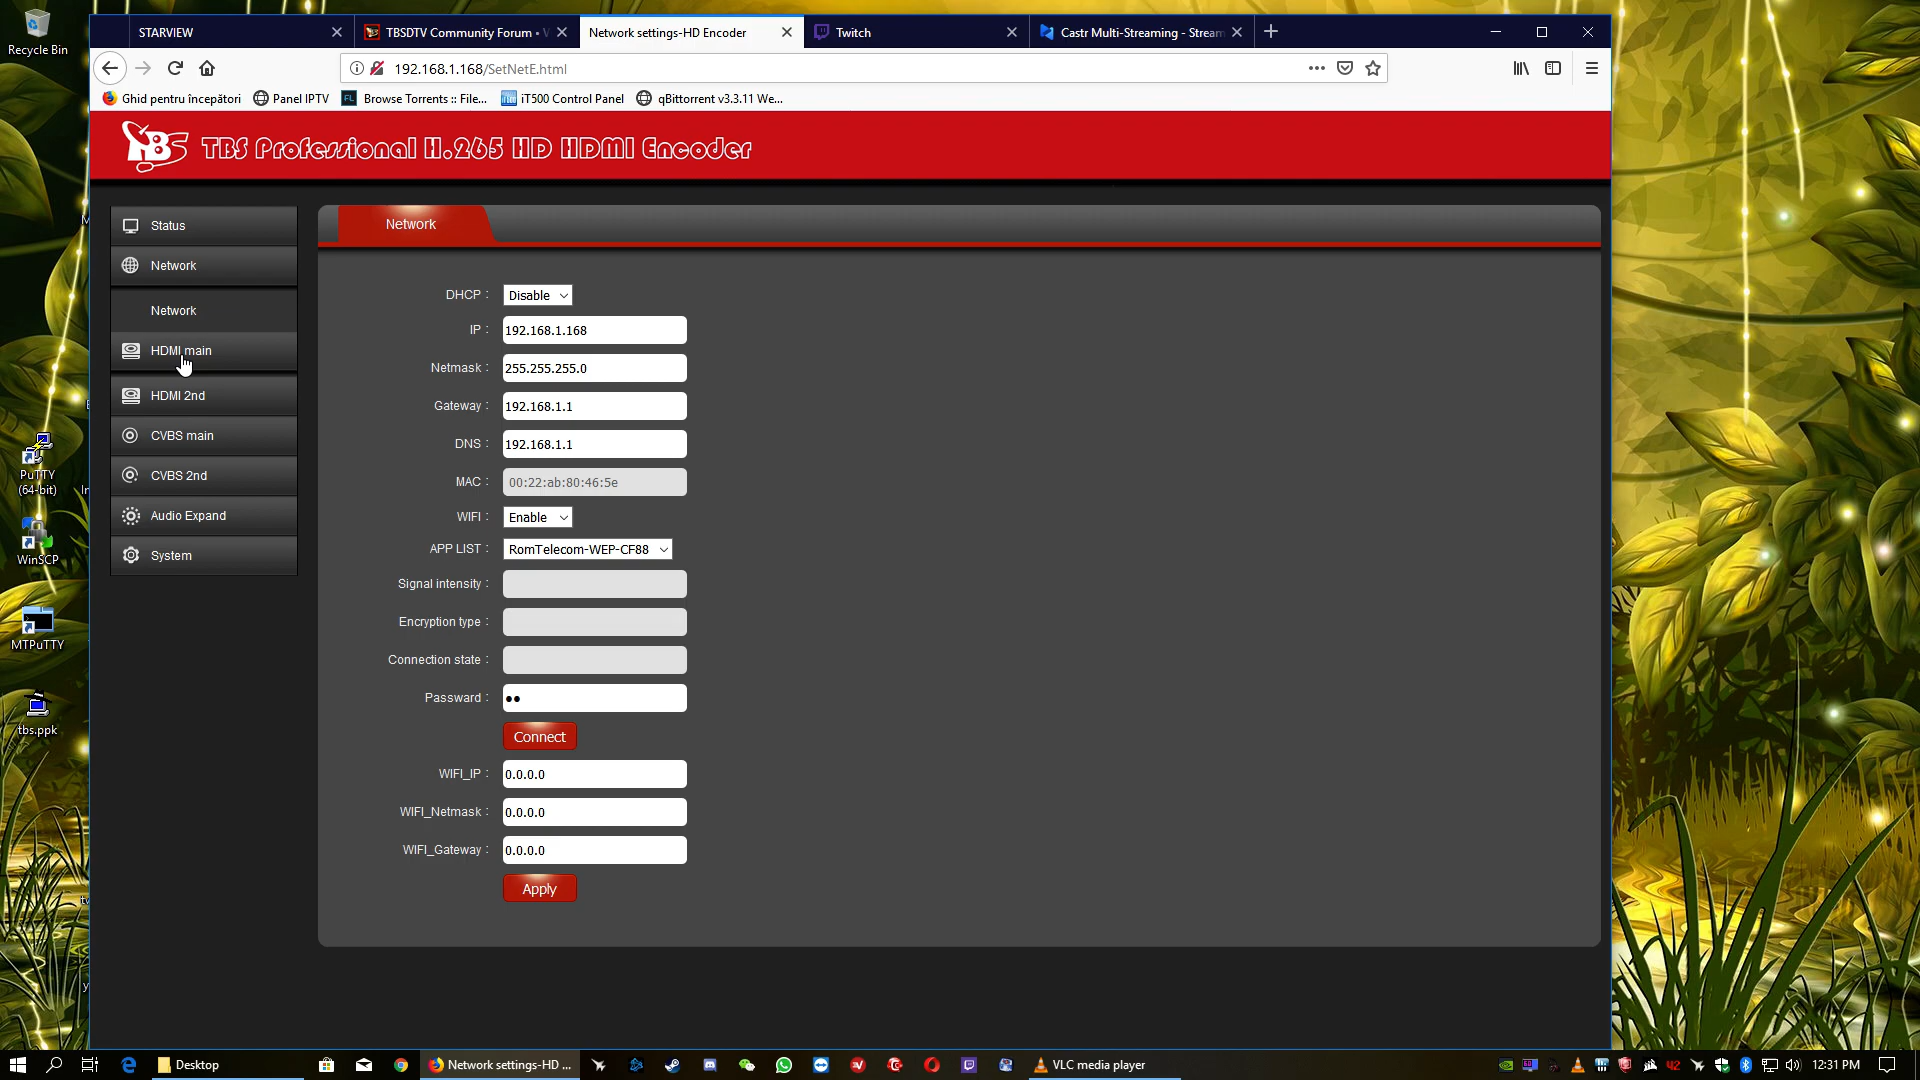 Recycle Bin
PuTTY
(64-bit)
WinSCP
MTPuTTY
tbs.ppk
STARVIEW
TBSDTV Community Forum •
Network settings-HD Encoder
Twitch
Castr Multi-Streaming - Stream
192.168.1.168/SetNetE.html
Ghid pentru începători
Panel IPTV
FL Browse Torrents :: File...
iT500 Control Panel
qBittorrent v3.3.11 We...
TBS TBS Professional H.265 HD HDMI Encoder
Status
Network
Network
HDMI main
HDMI 2nd
CVBS main
CVBS 2nd
Audio Expand
System
Network
DHCP : Disable
IP : 192.168.1.168
Netmask : 255.255.255.0
Gateway : 192.168.1.1
DNS : 192.168.1.1
MAC : 00:22:ab:80:46:5e
WIFI : Enable
APP LIST : RomTelecom-WEP-CF88
Signal intensity :
Encryption type :
Connection state :
Password : ●●
Connect
WIFI_IP : 0.0.0.0
WIFI_Netmask : 0.0.0.0
WIFI_Gateway : 0.0.0.0
Apply
Desktop
Network settings-HD ...
VLC media player
12:31 PM